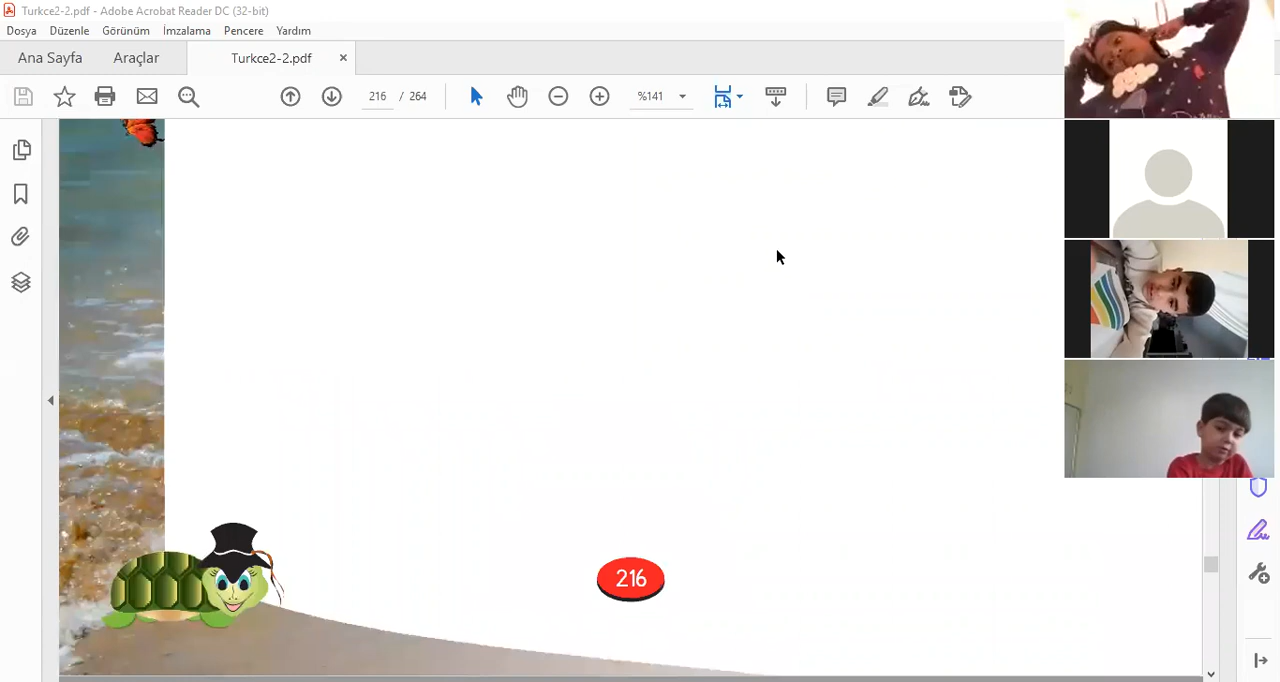 Turkce2-2.pdf - Adobe Acrobat Reader DC (32-bit)
Dosya Düzenle Görünüm İmzalama Pencere Yardım
Ana Sayfa Araçlar Turkce2-2.pdf ×
216 / 264 %141
216